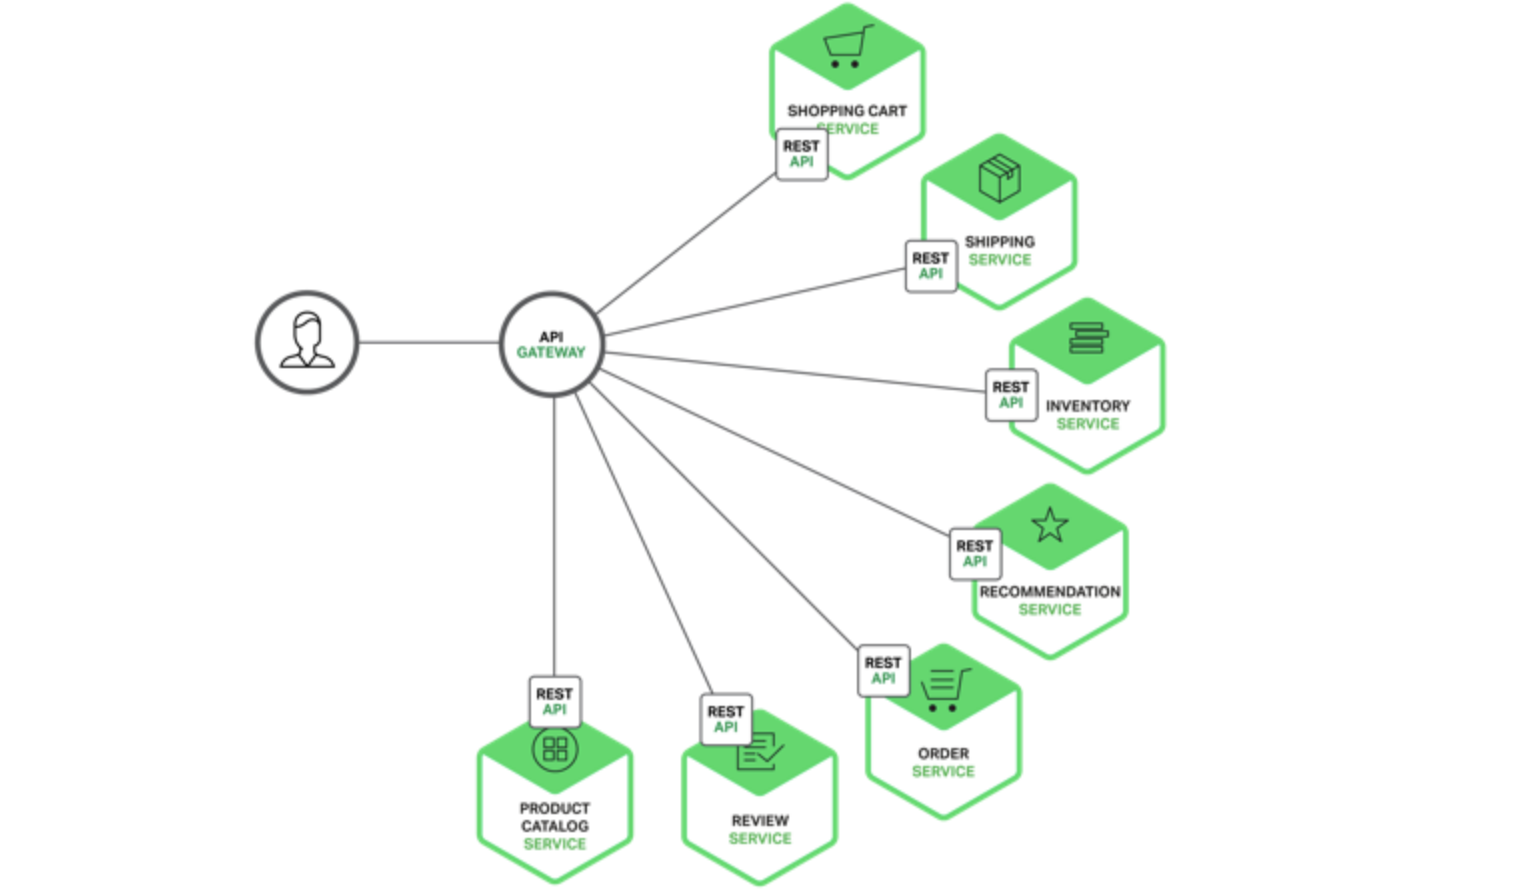 SHOPPING CART
SERVICE
REST
API
SHIPPING
SERVICE
REST
API
API
GATEWAY
INVENTORY
SERVICE
REST
API
RECOMMENDATION
SERVICE
REST
API
ORDER
SERVICE
REST
API
REVIEW
SERVICE
REST
API
PRODUCT
CATALOG
SERVICE
REST
API